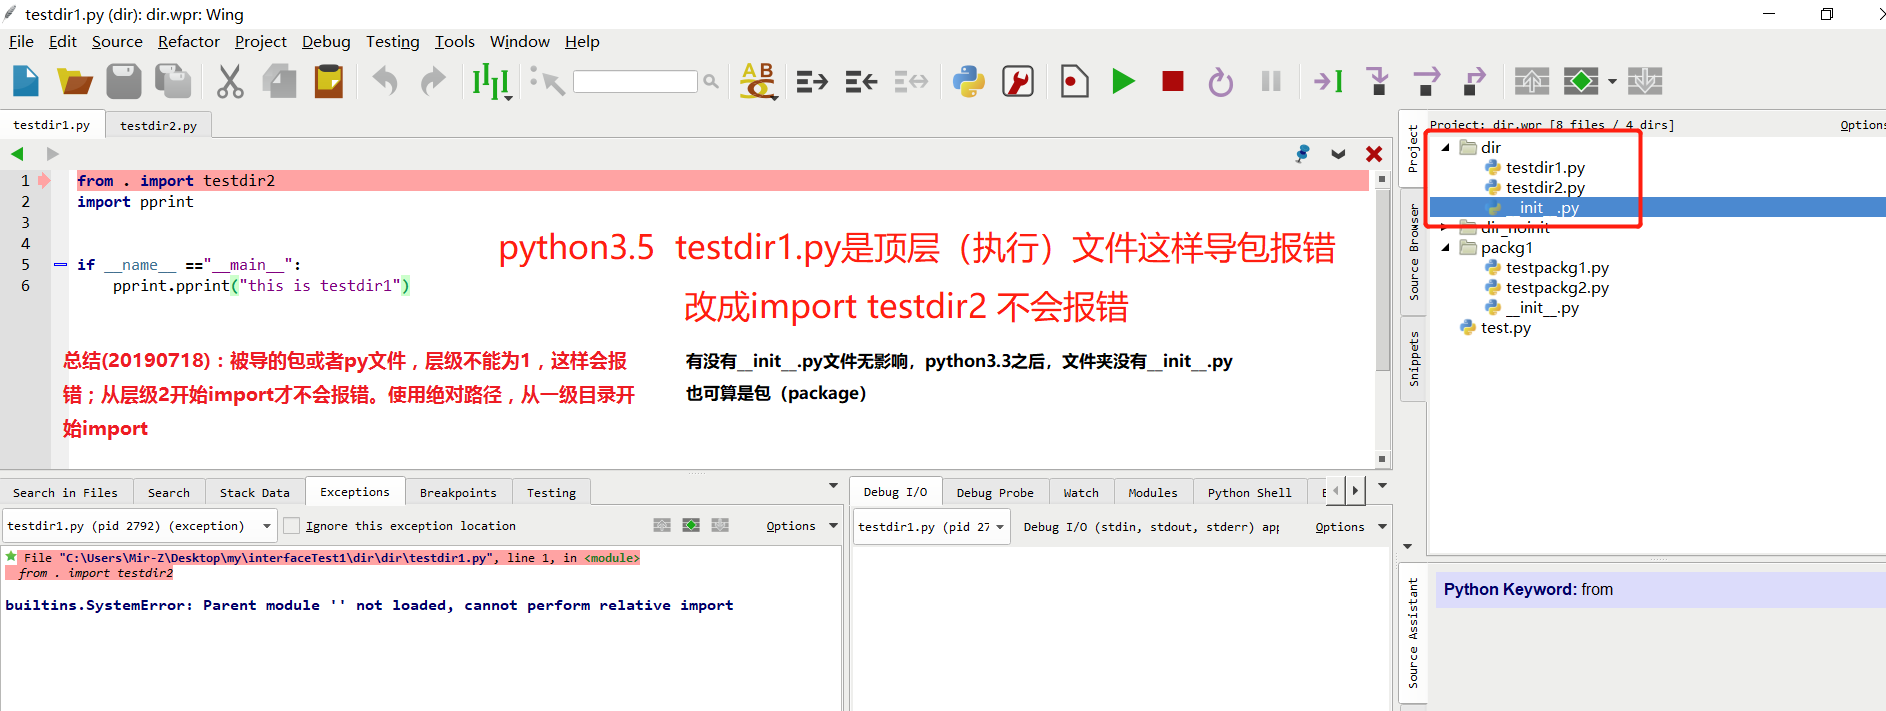 testdir1.py (dir): dir.wpr: Wing
File Edit Source Refactor Project Debug Testing Tools Window Help
testdir1.py testdir2.py
1 from . import testdir2
2 import pprint
3
4
5 if __name__ =="__main__":
6 pprint.pprint("this is testdir1")
python3.5 testdir1.py是顶层（执行）文件这样导包报错
改成import testdir2 不会报错
总结(20190718)：被导的包或者py文件，层级不能为1，这样会报
错；从层级2开始import才不会报错。使用绝对路径，从一级目录开
始import
有没有__init__.py文件无影响，python3.3之后，文件夹没有__init__.py
也可算是包（package）
Project
Source Browser
Snippets
Project: dir.wpr [8 files / 4 dirs] Options
dir
testdir1.py
testdir2.py
__init__.py
dir_noinit
packg1
testpackg1.py
testpackg2.py
__init__.py
test.py
Search in Files Search Stack Data Exceptions Breakpoints Testing
testdir1.py (pid 2792) (exception) Ignore this exception location Options
File "C:\Users\Mir-Z\Desktop\my\interfaceTest1\dir\dir\testdir1.py", line 1, in <module>
from . import testdir2
builtins.SystemError: Parent module '' not loaded, cannot perform relative import
Debug I/O Debug Probe Watch Modules Python Shell
testdir1.py (pid 27 Debug I/O (stdin, stdout, stderr) app Options
Source Assistant
Python Keyword: from